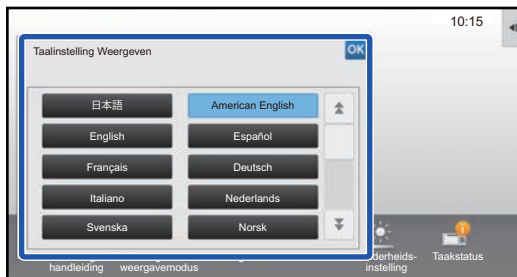 10:15
Taalinstelling Weergeven
OK
日本語 American English
English Español
Français Deutsch
Italiano Nederlands
Svenska Norsk
handleiding weergavemodus instelling Taakstatus